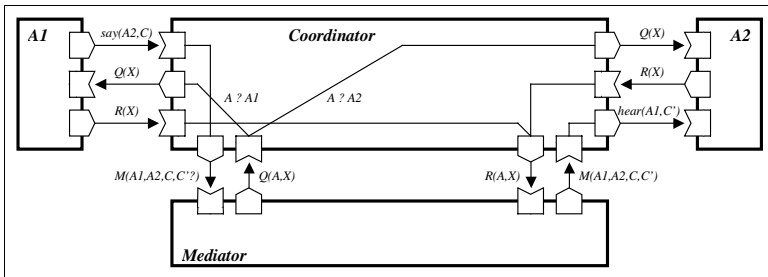 A1
say(A2,C)
Coordinator
Q(X)
A2
Q(X)
R(X)
A ? A1
A ? A2
R(X)
hear(A1,C')
M(A1,A2,C,C'?)
Q(A,X)
R(A,X)
M(A1,A2,C,C')
Mediator